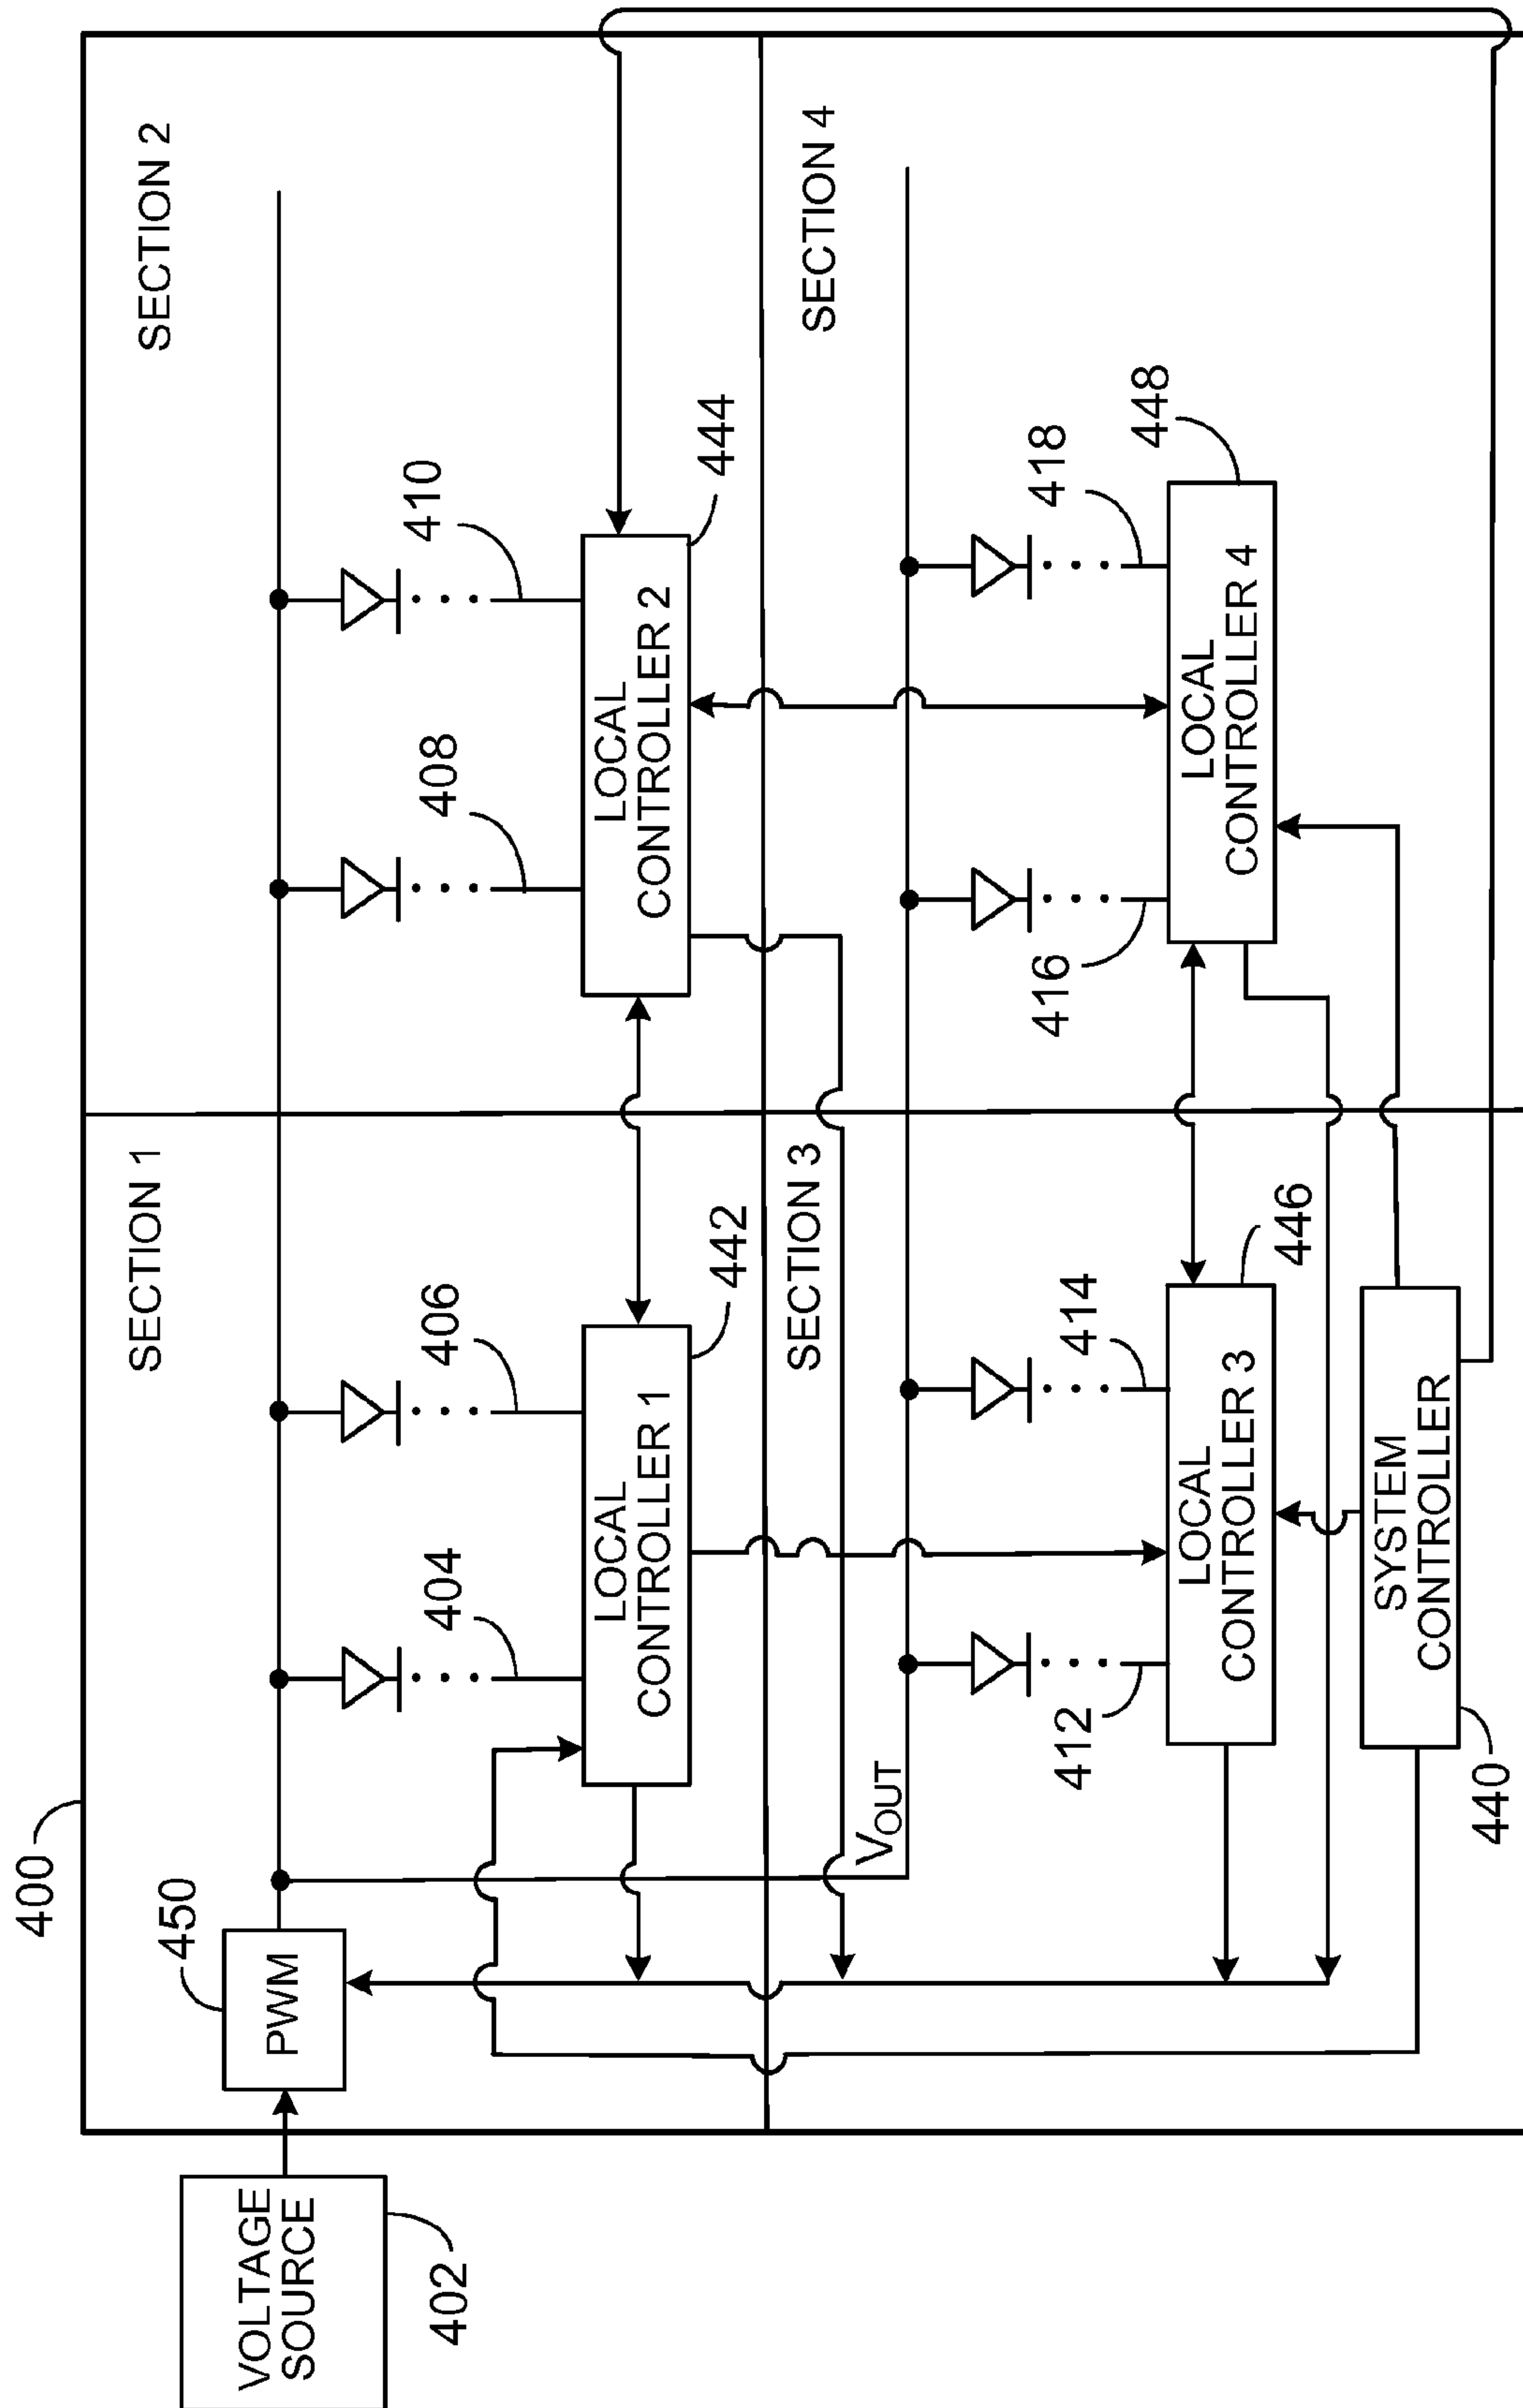 400
VOLTAGE
SOURCE
402
450
PWM
SECTION 1
404
406
LOCAL
CONTROLLER 1
442
SECTION 2
408
410
LOCAL
CONTROLLER 2
444
SECTION 3
VOUT
412
414
LOCAL
CONTROLLER 3
446
SYSTEM
CONTROLLER
440
SECTION 4
416
418
LOCAL
CONTROLLER 4
448